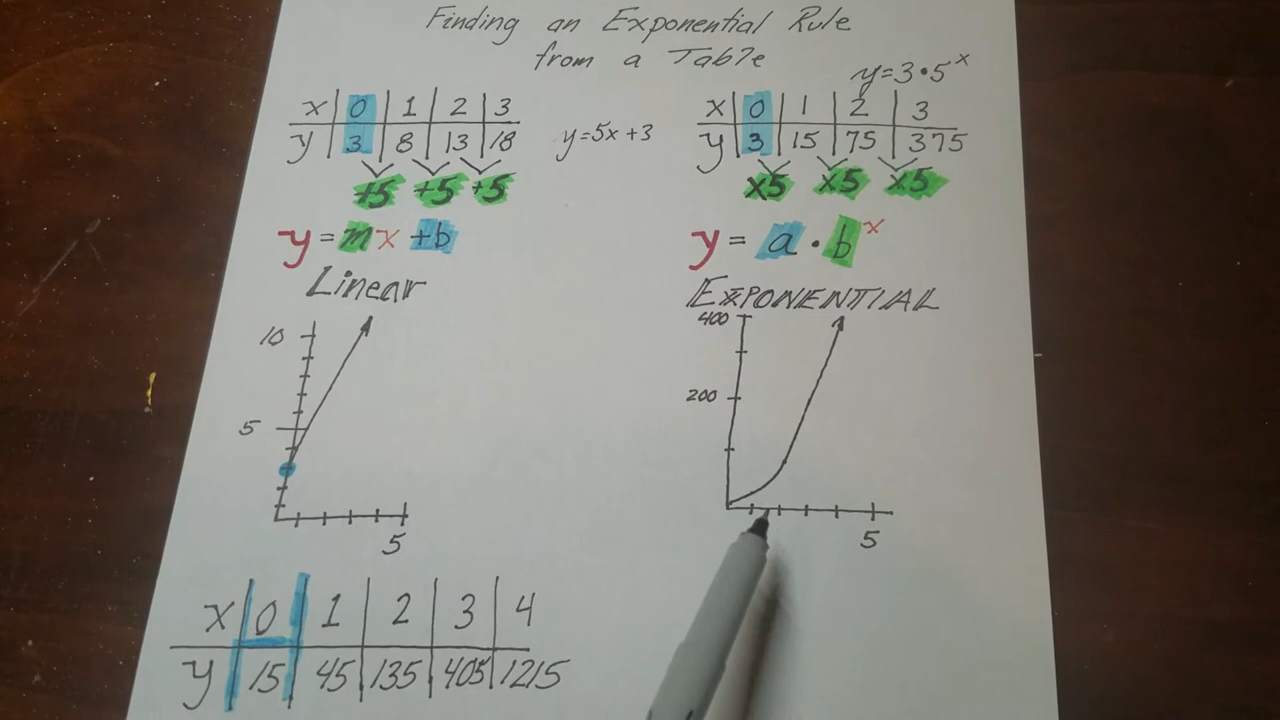 Finding an Exponential Rule
from a Table
x 0 1 2 3
y 3 8 13 18
+5 +5 +5
y=5x+3
y = mx +b
Linear
10
5
5
y=3•5^x
x 0 1 2 3
y 3 15 75 375
x5 x5 x5
y = a • b^x
EXPONENTIAL
400
200
5
x 0 1 2 3 4
y 15 45 135 405 1215